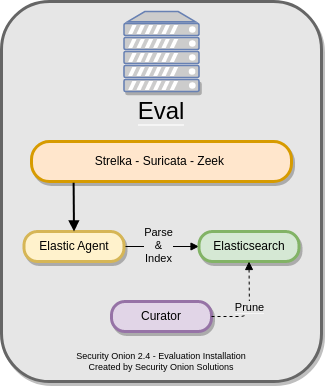 Eval
Strelka - Suricata - Zeek
Elastic Agent
Parse
&
Index
Elasticsearch
Curator
Prune
Security Onion 2.4 - Evaluation Installation
Created by Security Onion Solutions